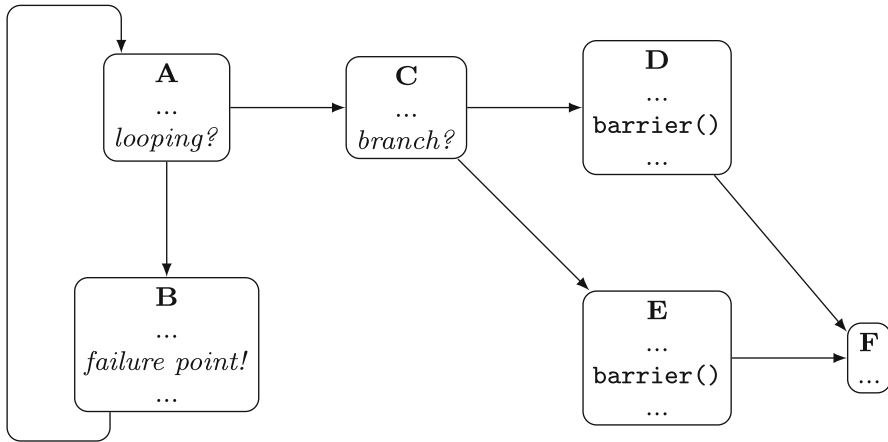 A
...
looping?
C
...
branch?
D
...
barrier()
...
B
...
failure point!
...
E
...
barrier()
...
F
...